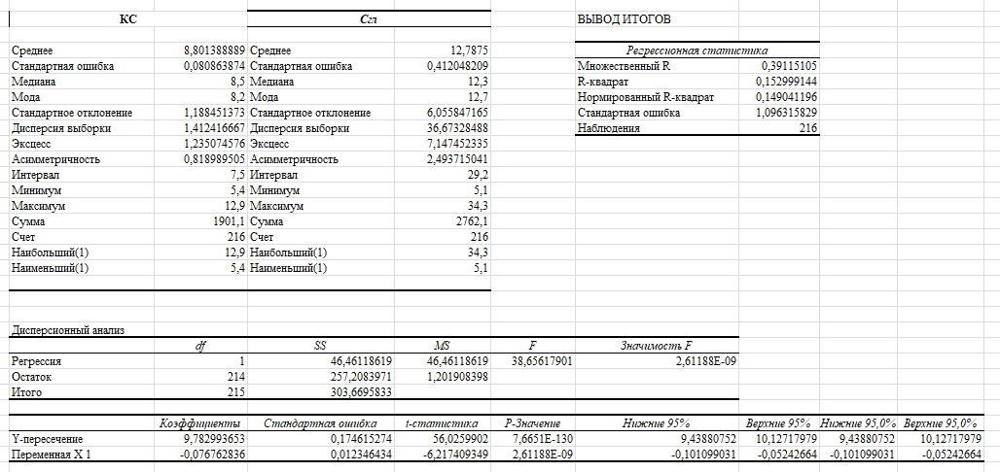 КС Сгл ВЫВОД ИТОГОВ
Регрессионная статистика
Среднее 8,801388889 Среднее 12,7875
Стандартная ошибка 0,080863874 Стандартная ошибка 0,412048209 Множественный R 0,39115105
Медиана 8,5 Медиана 12,3 R-квадрат 0,152999144
Мода 8,2 Мода 12,7 Нормированный R-квадрат 0,149041196
Стандартное отклонение 1,188451373 Стандартное отклонение 6,055847165 Стандартная ошибка 1,096315829
Дисперсия выборки 1,412416667 Дисперсия выборки 36,67328488 Наблюдения 216
Эксцесс 1,235074576 Эксцесс 7,147452335
Асимметричность 0,818989505 Асимметричность 2,493715041
Интервал 7,5 Интервал 29,2
Минимум 5,4 Минимум 5,1
Максимум 12,9 Максимум 34,3
Сумма 1901,1 Сумма 2762,1
Счет 216 Счет 216
Наибольший(1) 12,9 Наибольший(1) 34,3
Наименьший(1) 5,4 Наименьший(1) 5,1
Дисперсионный анализ
df SS MS F Значимость F
Регрессия 1 46,46118619 46,46118619 38,65617901 2,61188E-09
Остаток 214 257,2083971 1,201908398
Итого 215 303,6695833
Коэффициенты Стандартная ошибка t-статистика P-Значение Нижние 95% Верхние 95% Нижние 95,0% Верхние 95,0%
Y-пересечение 9,782993653 0,174615274 56,0259902 7,6651E-130 9,43880752 10,12717979 9,43880752 10,12717979
Переменная X 1 -0,076762836 0,012346434 -6,217409349 2,61188E-09 -0,101099031 -0,05242664 -0,101099031 -0,05242664